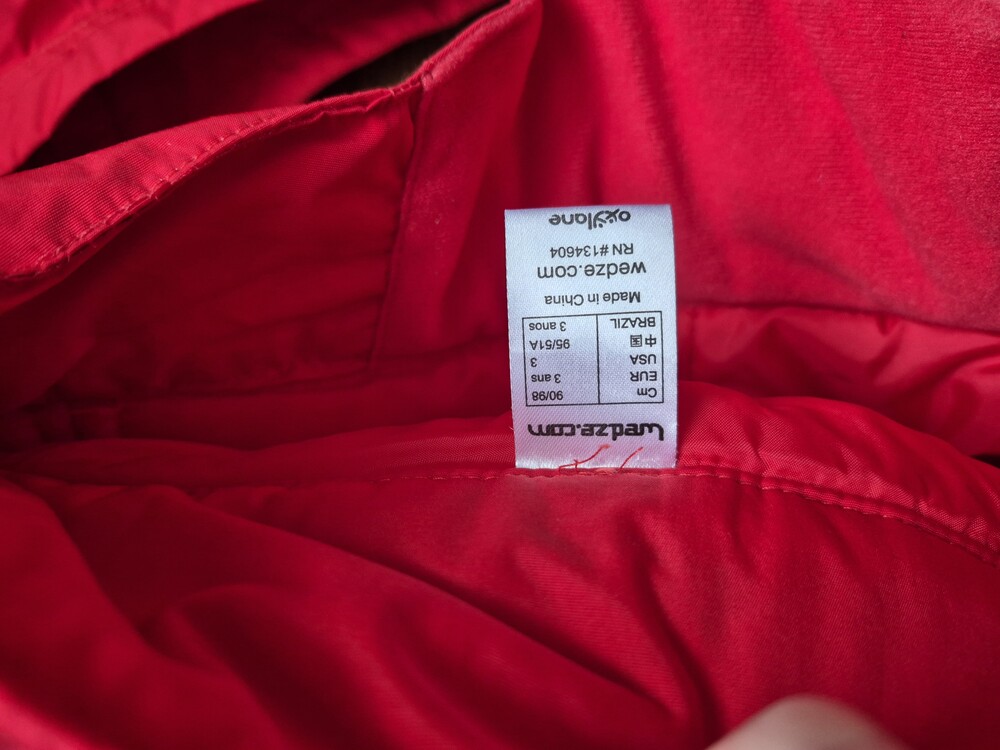 wedze.com
Cm 90/98
EUR 3 ans
USA 3
中国 95/51A
BRAZIL 3 anos
Made in China
wedze.com
RN #134604
oxylane